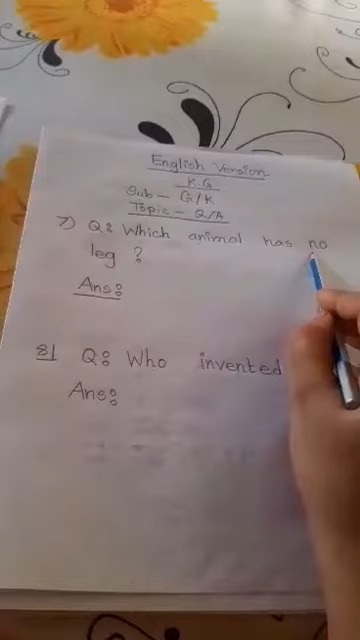 English Version
K.G
Sub - G/K
Topic - Q/A
7) Q: Which animal has no
leg ?
Ans:
8) Q: Who invented
Ans: